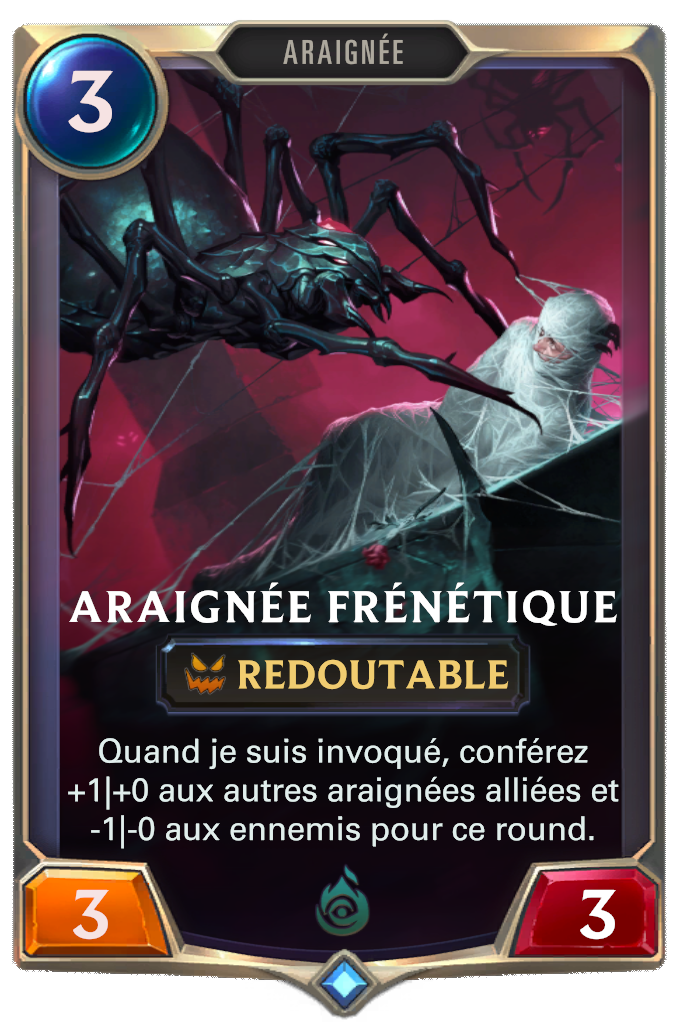 3
ARAIGNÉE
ARAIGNÉE FRÉNÉTIQUE
REDOUTABLE
Quand je suis invoqué, conférez
+1|+0 aux autres araignées alliées et
-1|-0 aux ennemis pour ce round.
3
3